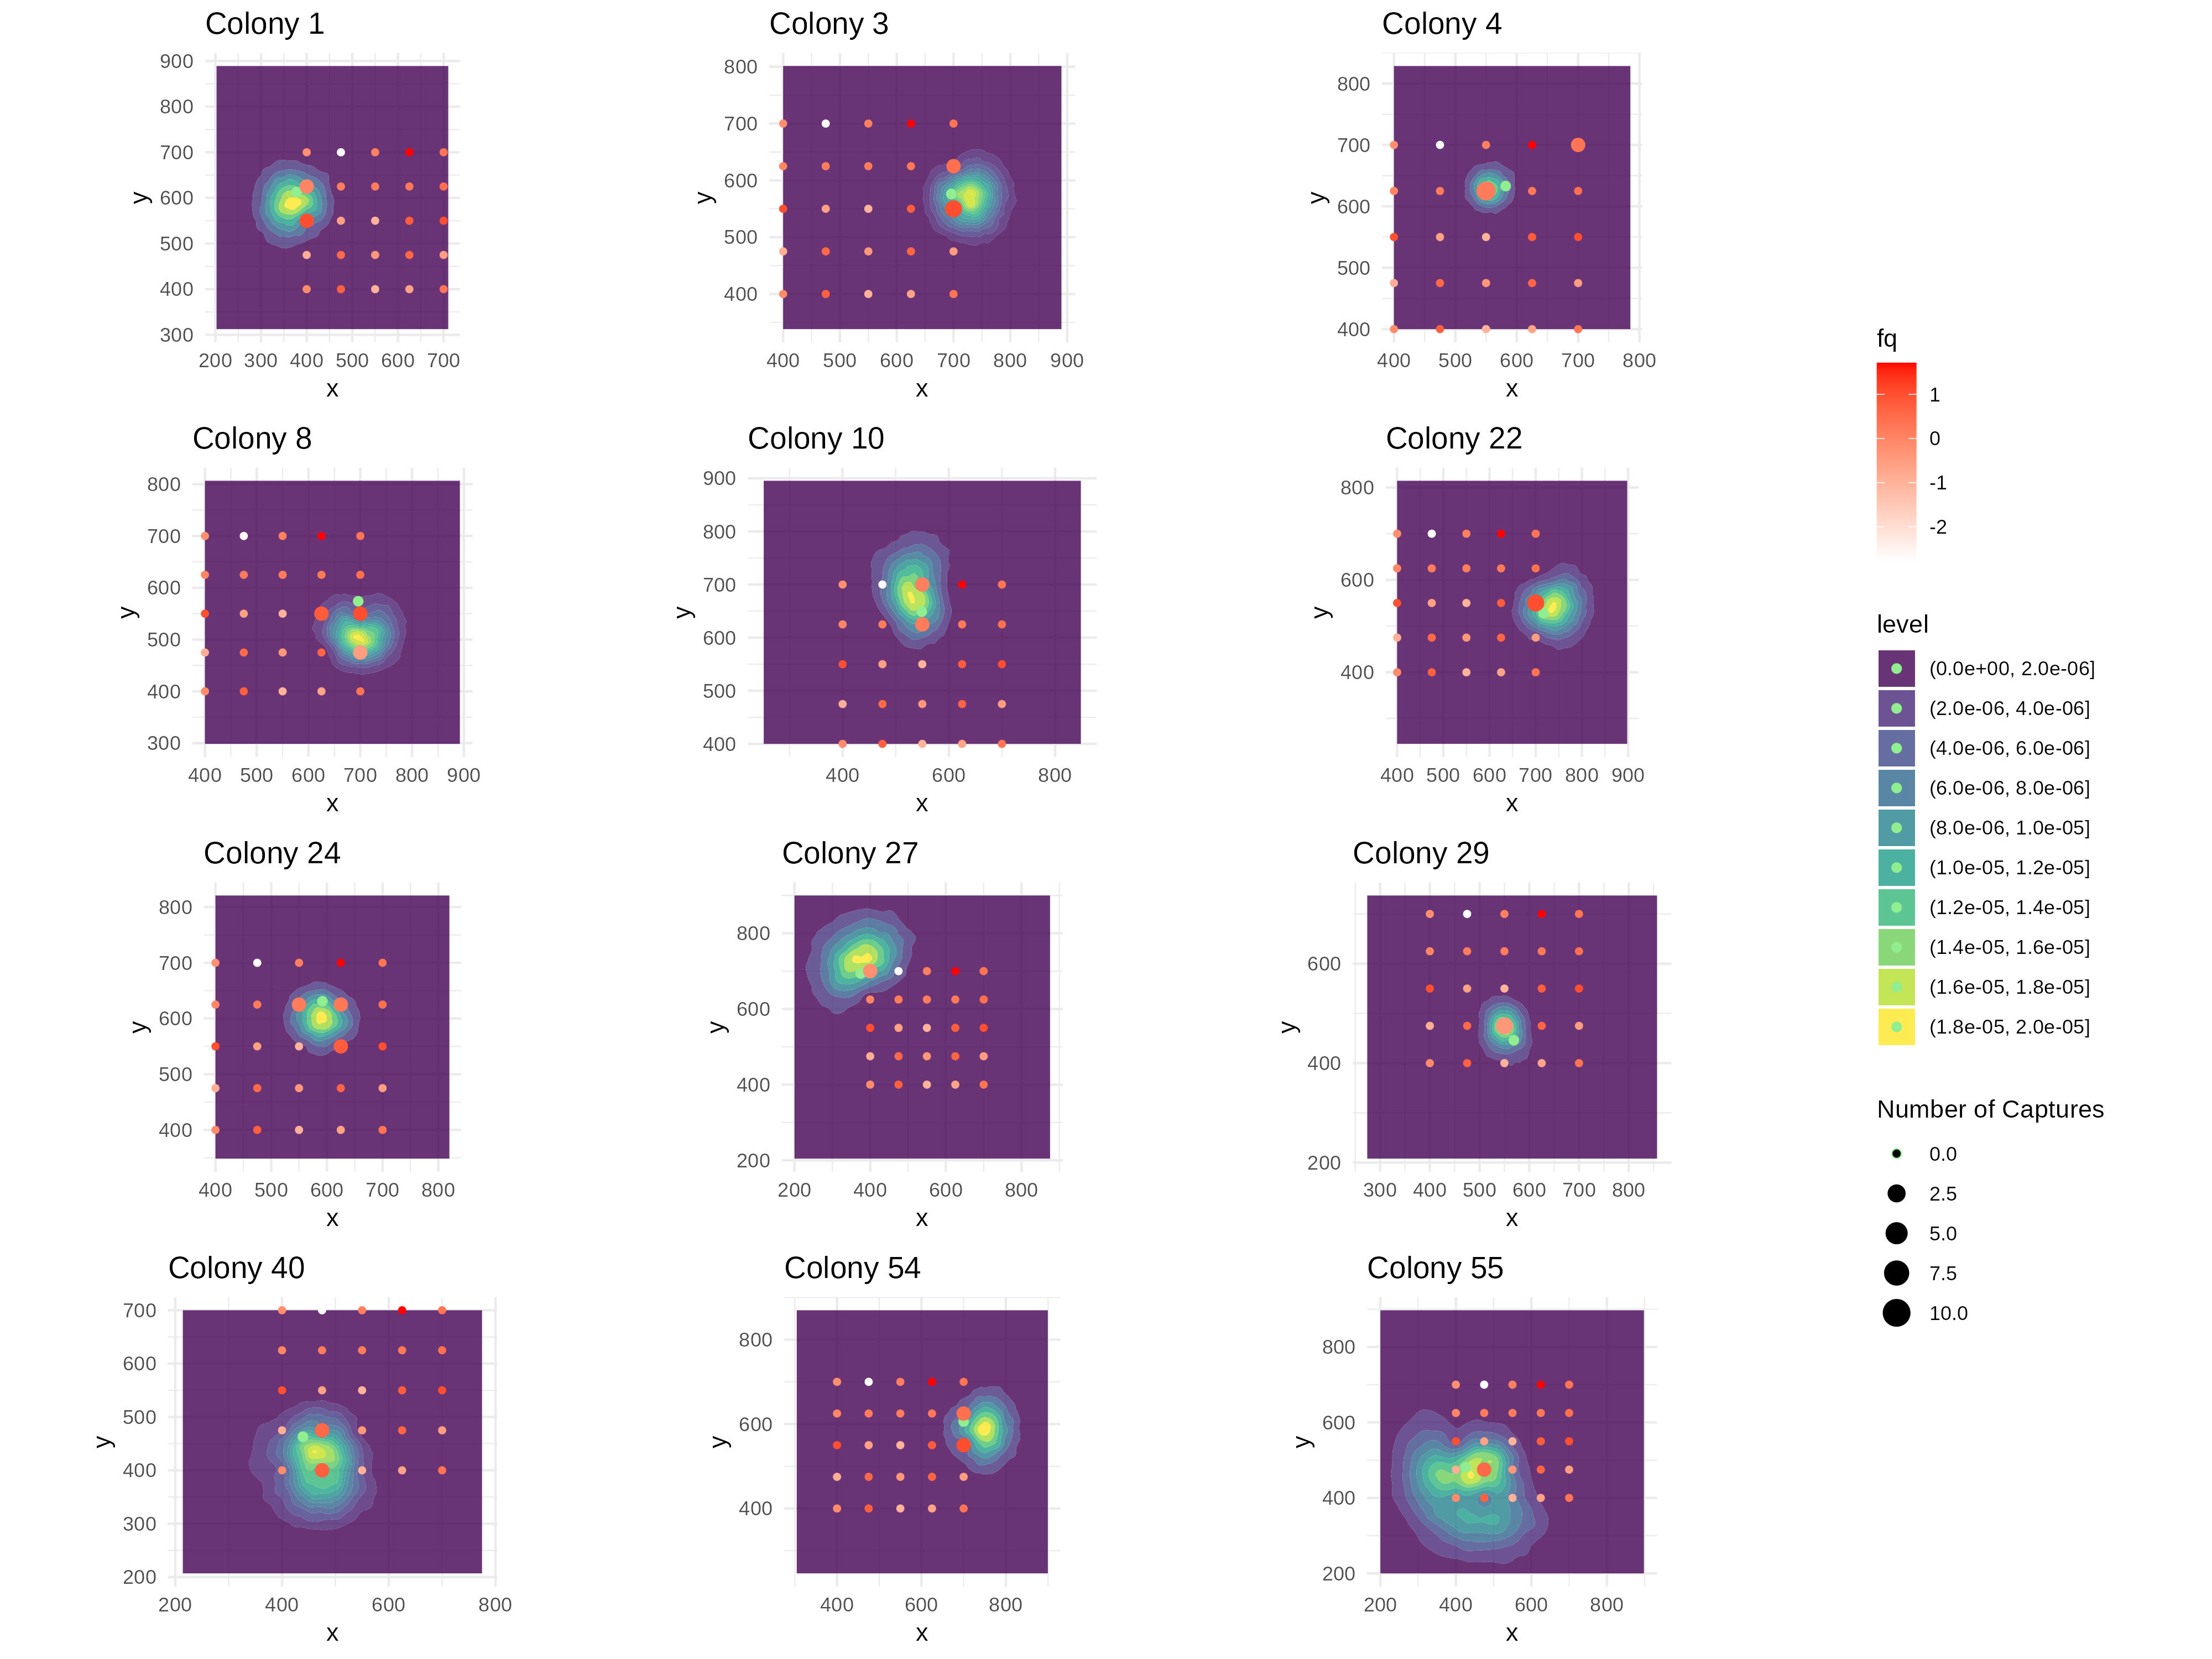 Colony 1
900
800
700
600
500
400
300
y
200 300 400 500 600 700
x
Colony 3
800
700
600
500
400
y
400 500 600 700 800 900
x
Colony 4
800
700
600
500
400
y
400 500 600 700 800
x
Colony 8
800
700
600
500
400
300
y
400 500 600 700 800 900
x
Colony 10
900
800
700
600
500
400
y
400 600 800
x
Colony 22
800
600
400
y
400 500 600 700 800 900
x
Colony 24
800
700
600
500
400
y
400 500 600 700 800
x
Colony 27
800
600
400
200
y
200 400 600 800
x
Colony 29
600
400
200
y
300 400 500 600 700 800
x
Colony 40
700
600
500
400
300
200
y
200 400 600 800
x
Colony 54
800
600
400
y
400 600 800
x
Colony 55
800
600
400
200
y
200 400 600 800
x
fq
1
0
-1
-2
level
(0.0e+00, 2.0e-06]
(2.0e-06, 4.0e-06]
(4.0e-06, 6.0e-06]
(6.0e-06, 8.0e-06]
(8.0e-06, 1.0e-05]
(1.0e-05, 1.2e-05]
(1.2e-05, 1.4e-05]
(1.4e-05, 1.6e-05]
(1.6e-05, 1.8e-05]
(1.8e-05, 2.0e-05]
Number of Captures
0.0
2.5
5.0
7.5
10.0